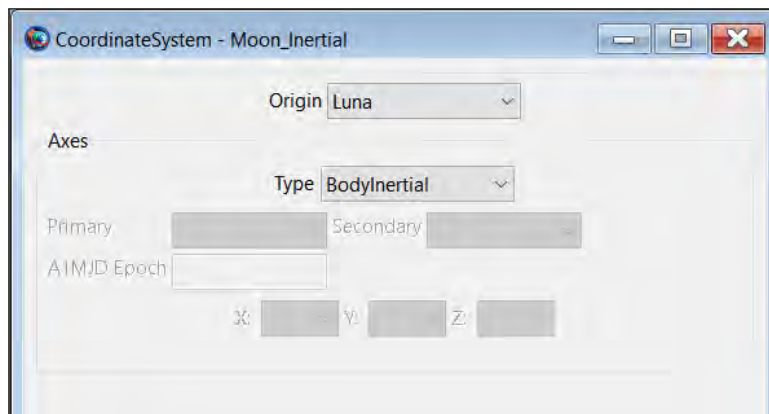 CoordinateSystem - Moon_Inertial
Origin Luna
Axes
Type BodyInertial
Primary Secondary
A1MJD Epoch
X: Y: Z: